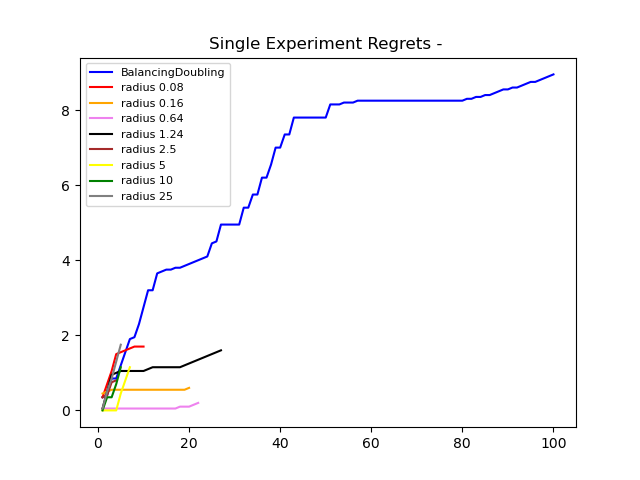 Single Experiment Regrets -
BalancingDoubling
radius 0.08
radius 0.16
radius 0.64
radius 1.24
radius 2.5
radius 5
radius 10
radius 25
8
6
4
2
0
0 20 40 60 80 100